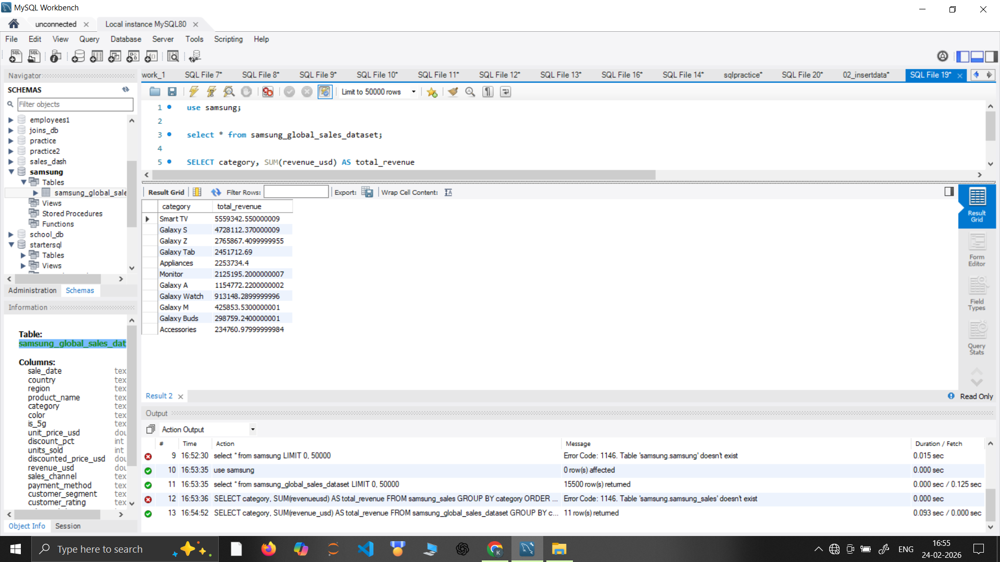 MySQL Workbench
unconnected
Local instance MySQL80
File Edit View Query Database Server Tools Scripting Help
Navigator
work_1 SQL File 7* SQL File 8* SQL File 9* SQL File 10* SQL File 11* SQL File 12* SQL File 13* SQL File 16* SQL File 14* sqlpractice* SQL File 20* 02_insertdata* SQL File 19*
SCHEMAS
Filter objects
employees1
joins_db
practice
practice2
sales_dash
samsung
Tables
samsung_global_sale
Views
Stored Procedures
Functions
school_db
startersql
Tables
Views
Administration Schemas
Information
Table:
samsung_global_sales_dat
Columns:
sale_date tex
country tex
region tex
product_name tex
category tex
color tex
is_5g tex
unit_price_usd dou
discount_pct int
units_sold int
discounted_price_usd dou
revenue_usd dou
sales_channel tex
payment_method tex
customer_segment tex
customer_rating tex
Object Info Session
Limit to 50000 rows
1 use samsung;
2
3 select * from samsung_global_sales_dataset;
4
5 SELECT category, SUM(revenue_usd) AS total_revenue
Result Grid Filter Rows: Export: Wrap Cell Content:
category total_revenue
Smart TV 5559342.550000009
Galaxy S 4728112.370000009
Galaxy Z 2765867.4099999955
Galaxy Tab 2451712.69
Appliances 2253734.4
Monitor 2125195.2000000007
Galaxy A 1154772.2200000002
Galaxy Watch 913148.2899999996
Galaxy M 425853.5300000001
Galaxy Buds 298759.2400000001
Accessories 234760.97999999984
Result Grid
Form Editor
Field Types
Query Stats
Result 2
Read Only
Output
Action Output
# Time Action Message Duration / Fetch
9 16:52:30 select * from samsung LIMIT 0, 50000 Error Code: 1146. Table 'samsung.samsung' doesn't exist 0.015 sec
10 16:53:35 use samsung 0 row(s) affected 0.000 sec
11 16:53:35 select * from samsung_global_sales_dataset LIMIT 0, 50000 15500 row(s) returned 0.000 sec / 0.125 sec
12 16:53:36 SELECT category, SUM(revenueusd) AS total_revenue FROM samsung_sales GROUP BY category ORDER ... Error Code: 1146. Table 'samsung.samsung_sales' doesn't exist 0.000 sec
13 16:54:52 SELECT category, SUM(revenue_usd) AS total_revenue FROM samsung_global_sales_dataset GROUP BY c... 11 row(s) returned 0.093 sec / 0.000 sec
Type here to search
ENG
16:55
24-02-2026